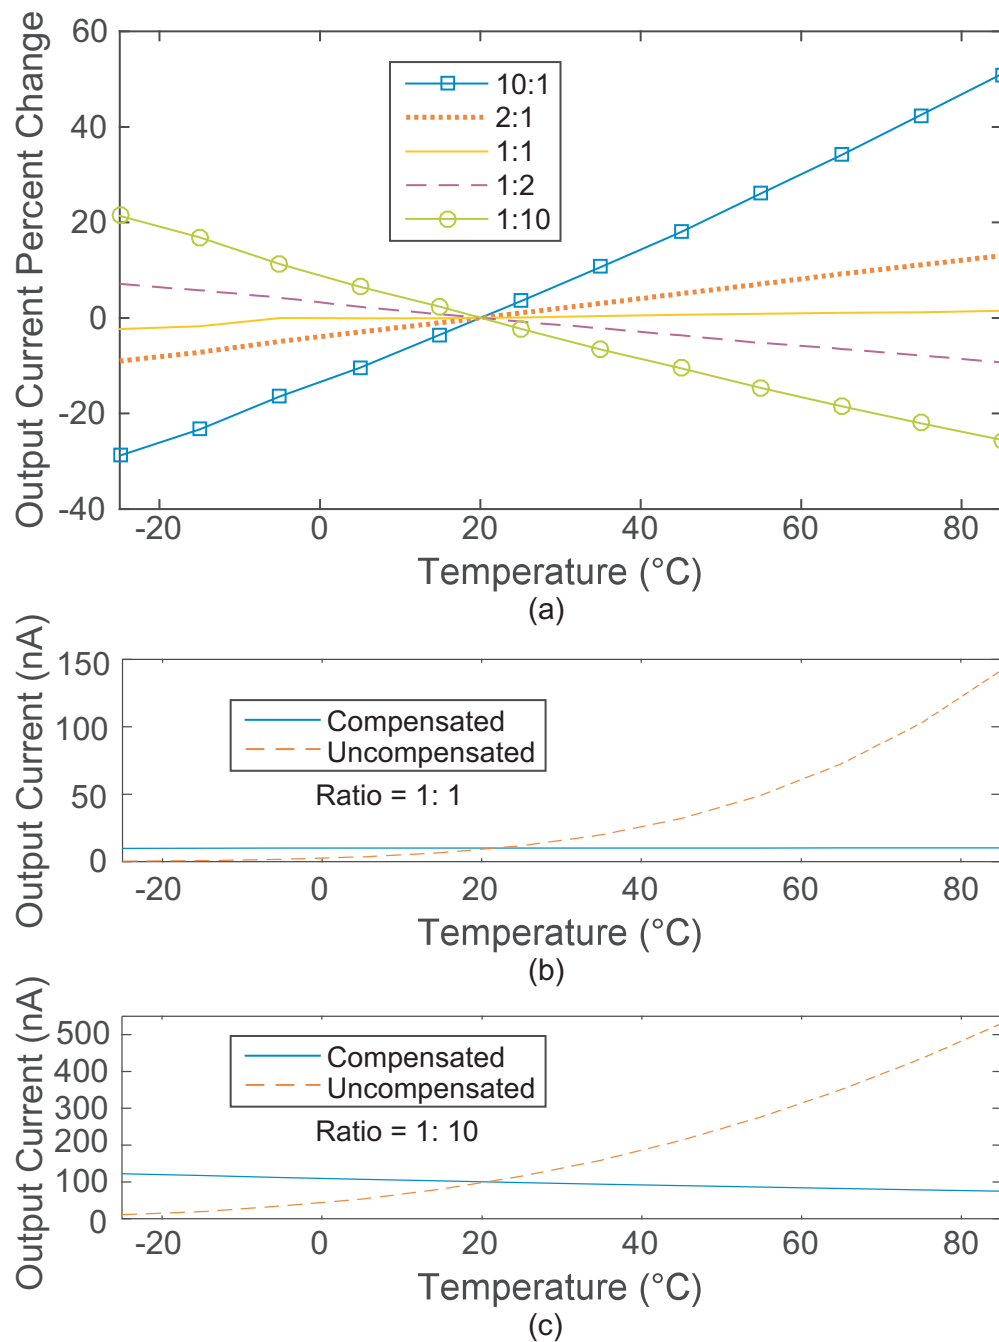 Output Current Percent Change
60
40
20
0
-20
-40
10:1
2:1
1:1
1:2
1:10
-20 0 20 40 60 80
Temperature (°C)
(a)
Output Current (nA)
150
100
50
0
Compensated
Uncompensated
Ratio = 1: 1
-20 0 20 40 60 80
Temperature (°C)
(b)
Output Current (nA)
500
400
300
200
100
0
Compensated
Uncompensated
Ratio = 1: 10
-20 0 20 40 60 80
Temperature (°C)
(c)